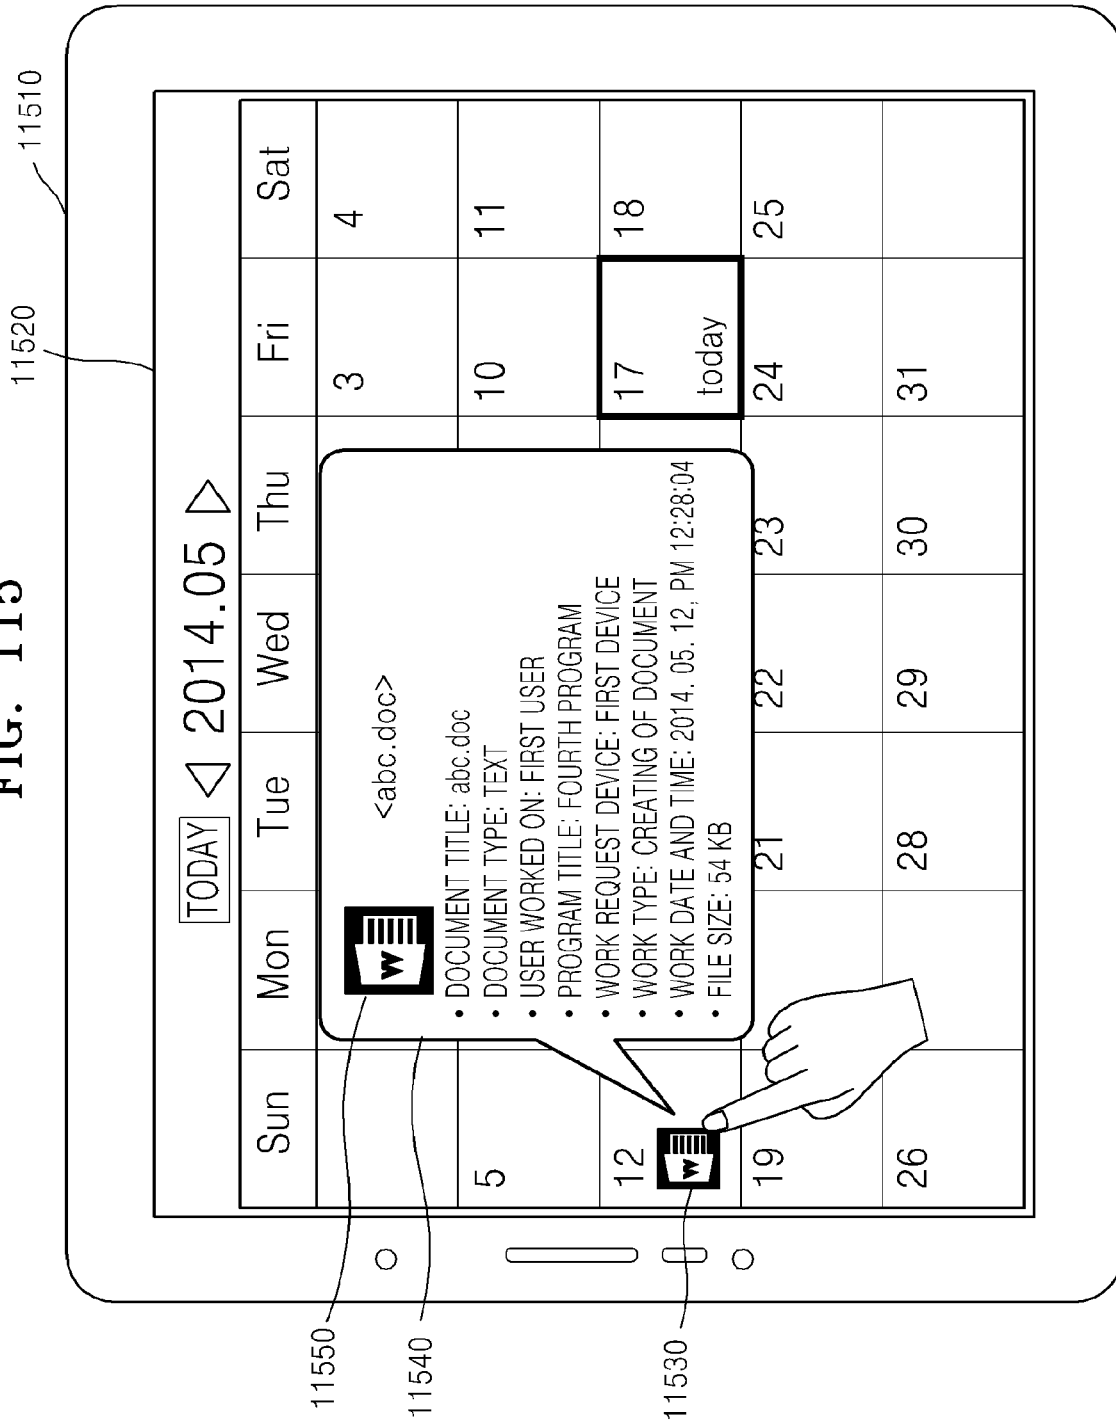 FIG. 115
11510
11520
TODAY 2014.05
Sun Mon Tue Wed Thu Fri Sat
3 4
5 10 11
12 17 18
today
19 21 22 23 24 25
26 28 29 30 31
W
<abc.doc>
• DOCUMENT TITLE: abc.doc
• DOCUMENT TYPE: TEXT
• USER WORKED ON: FIRST USER
• PROGRAM TITLE: FOURTH PROGRAM
• WORK REQUEST DEVICE: FIRST DEVICE
• WORK TYPE: CREATING OF DOCUMENT
• WORK DATE AND TIME: 2014. 05. 12, PM 12:28:04
• FILE SIZE: 54 KB
W
11550
11540
11530